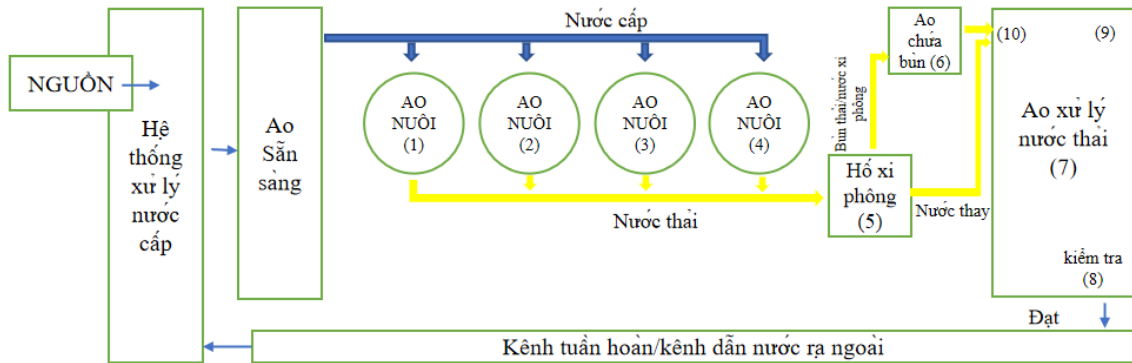 NGUỒN
Hệ
thống
xử lý
nước
cấp
Ao
Sẵn
sàng
Nước cấp
AO
NUÔI
(1)
AO
NUÔI
(2)
AO
NUÔI
(3)
AO
NUÔI
(4)
Nước thải
Hố xi
phông
(5)
Bùn thải/nước xi
phông
Ao
chứa
bùn (6)
Nước thay
(10)
(9)
Ao xử lý
nước thải
(7)
kiểm tra
(8)
Đạt
Kênh tuần hoàn/kênh dẫn nước ra ngoài